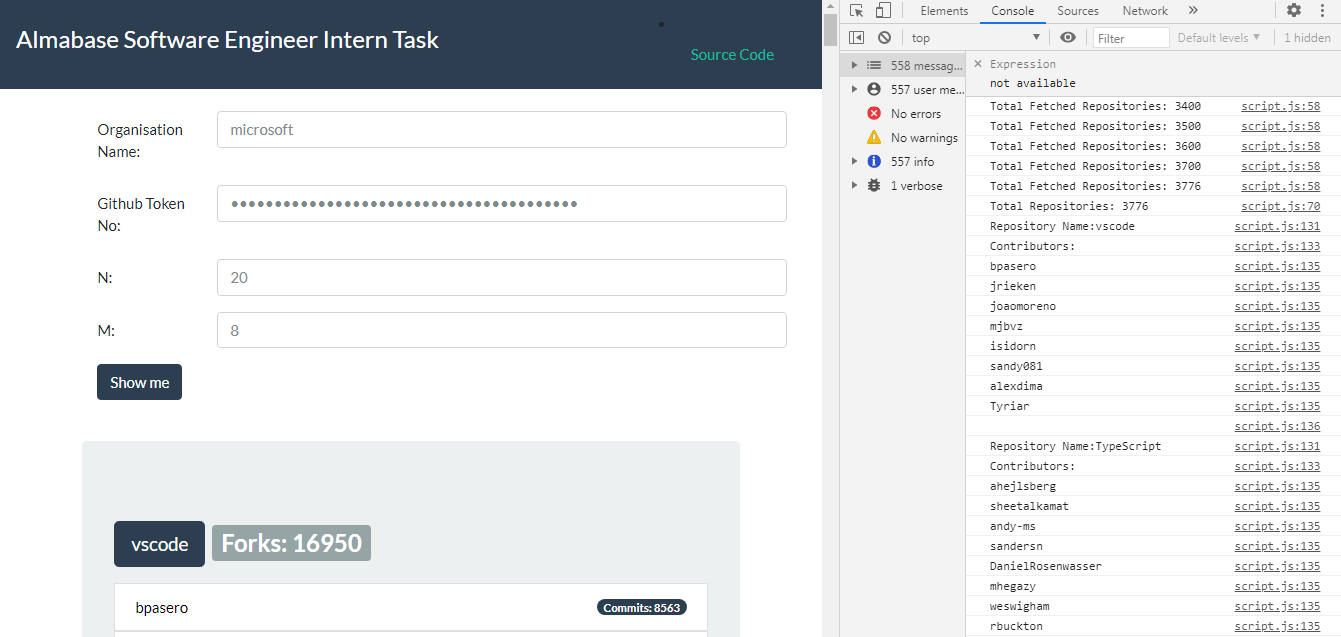 Almabase Software Engineer Intern Task
Source Code
Organisation Name:
microsoft
Github Token No:
••••••••••••••••••••••••••••••••••••••••
N:
20
M:
8
Show me
vscode
Forks: 16950
bpasero
Commits: 8563
Elements Console Sources Network »
top
Filter
Default levels ▼
1 hidden
558 messag...
557 user me...
No errors
No warnings
557 info
1 verbose
× Expression
not available
Total Fetched Repositories: 3400 script.js:58
Total Fetched Repositories: 3500 script.js:58
Total Fetched Repositories: 3600 script.js:58
Total Fetched Repositories: 3700 script.js:58
Total Fetched Repositories: 3776 script.js:58
Total Repositories: 3776 script.js:70
Repository Name:vscode script.js:131
Contributors: script.js:133
bpasero script.js:135
jrieken script.js:135
joaomoreno script.js:135
mjbvz script.js:135
isidorn script.js:135
sandy081 script.js:135
alexdima script.js:135
Tyriar script.js:135
script.js:136
Repository Name:TypeScript script.js:131
Contributors: script.js:133
ahejlsberg script.js:135
sheetalkamat script.js:135
andy-ms script.js:135
sandersn script.js:135
DanielRosenwasser script.js:135
mhegazy script.js:135
weswigham script.js:135
rbuckton script.js:135